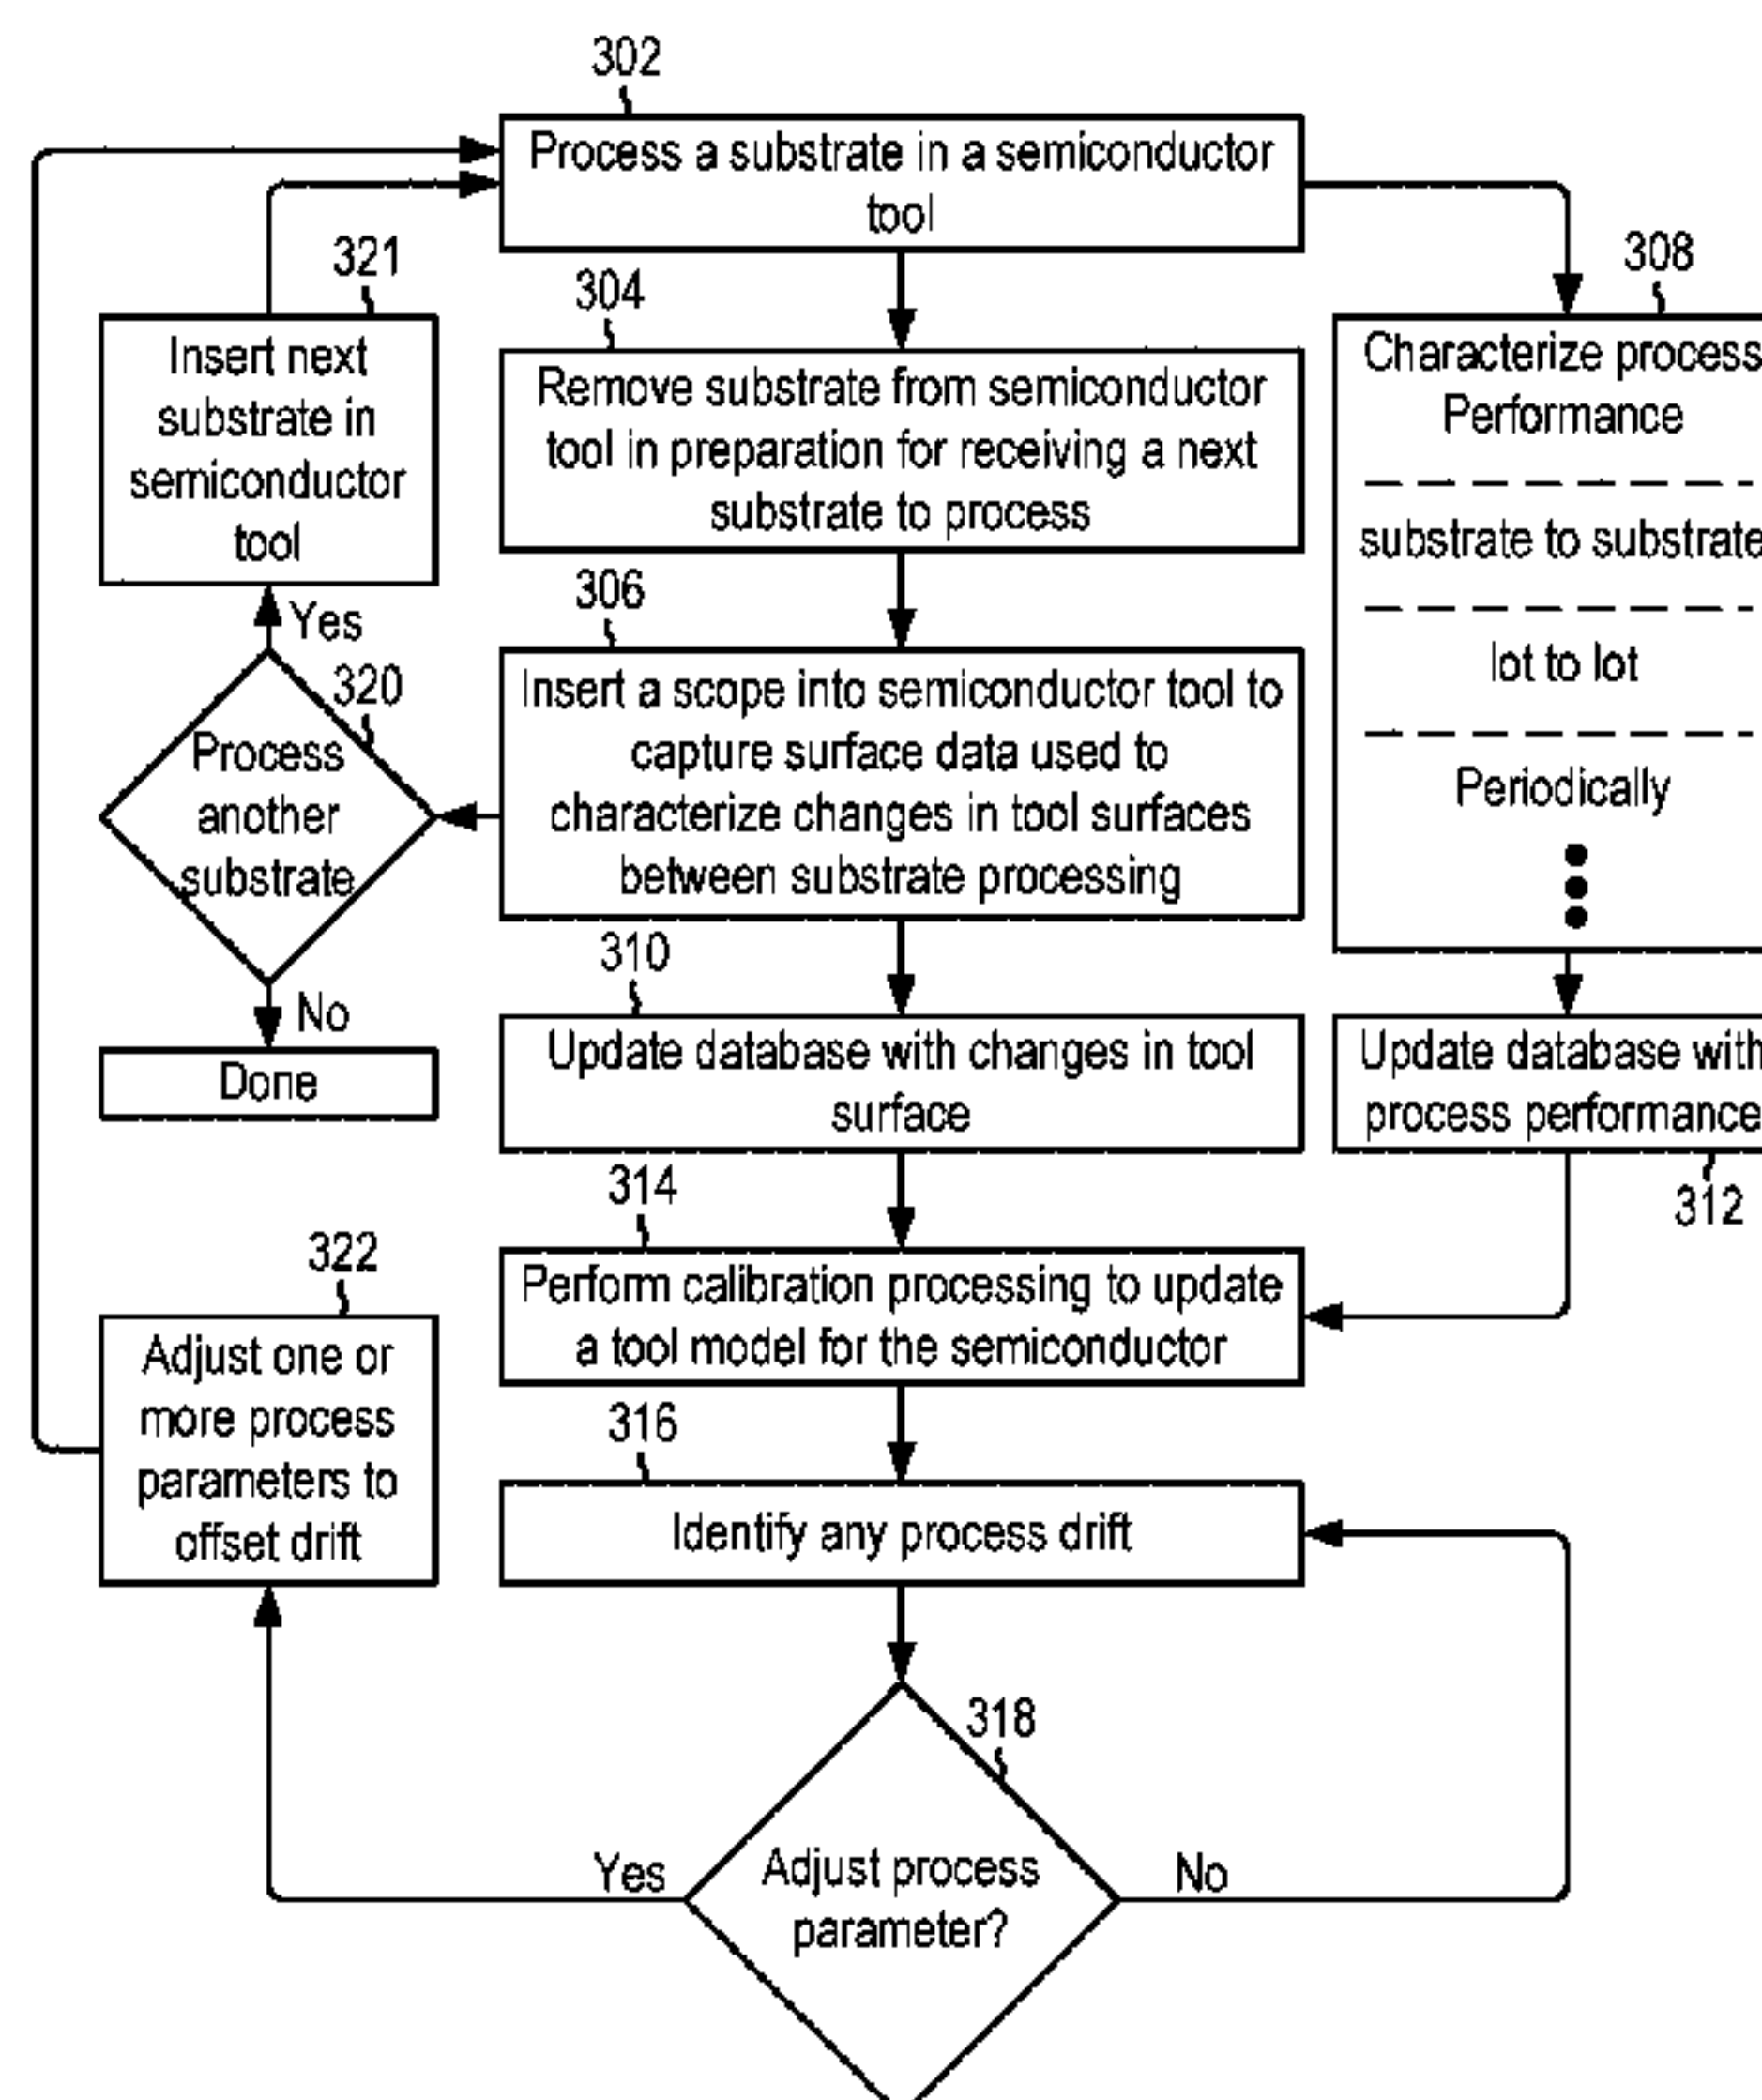 302
Process a substrate in a semiconductor
tool
321
Insert next
substrate in
semiconductor
tool
304
Remove substrate from semiconductor
tool in preparation for receiving a next
substrate to process
308
Characterize process
Performance
substrate to substrate
lot to lot
Periodically
306
Insert a scope into semiconductor tool to
capture surface data used to
characterize changes in tool surfaces
between substrate processing
Yes
320
Process
another
substrate
No
Done
310
Update database with changes in tool
surface
Update database with
process performance
312
314
Perform calibration processing to update
a tool model for the semiconductor
322
Adjust one or
more process
parameters to
offset drift
316
Identify any process drift
318
Adjust process
parameter?
Yes
No